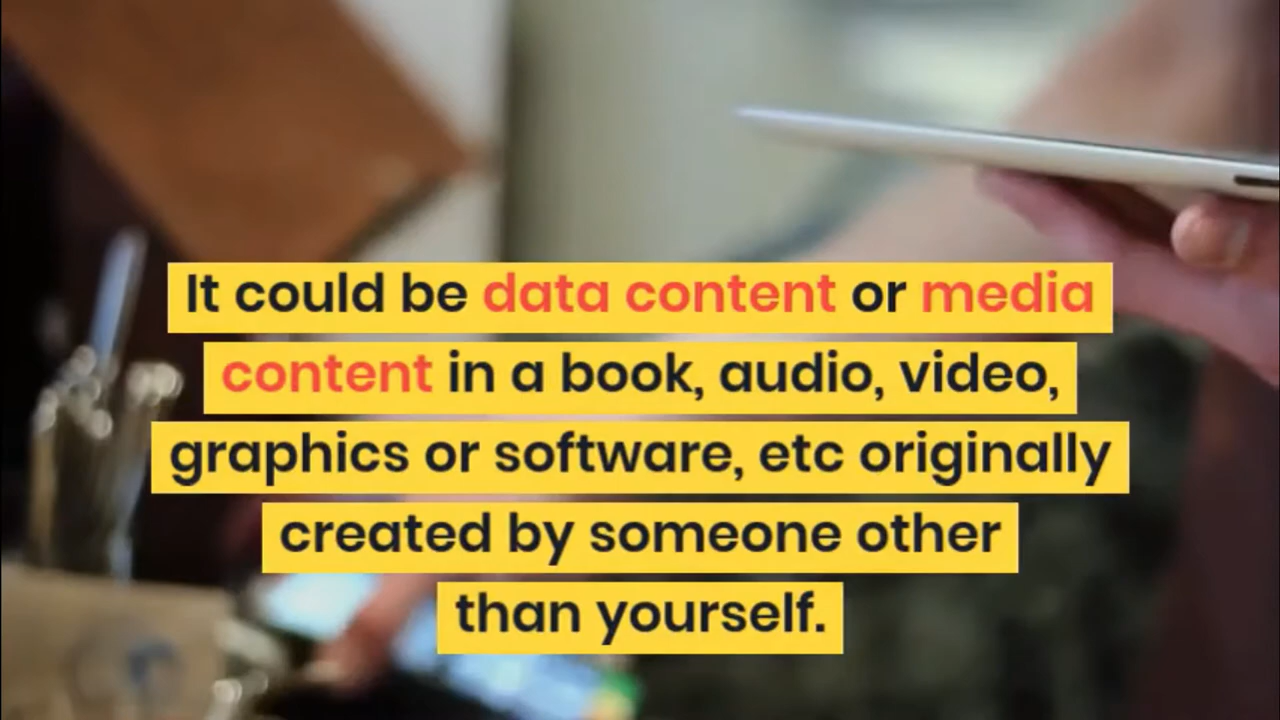 It could be data content or media
content in a book, audio, video,
graphics or software, etc originally
created by someone other
than yourself.